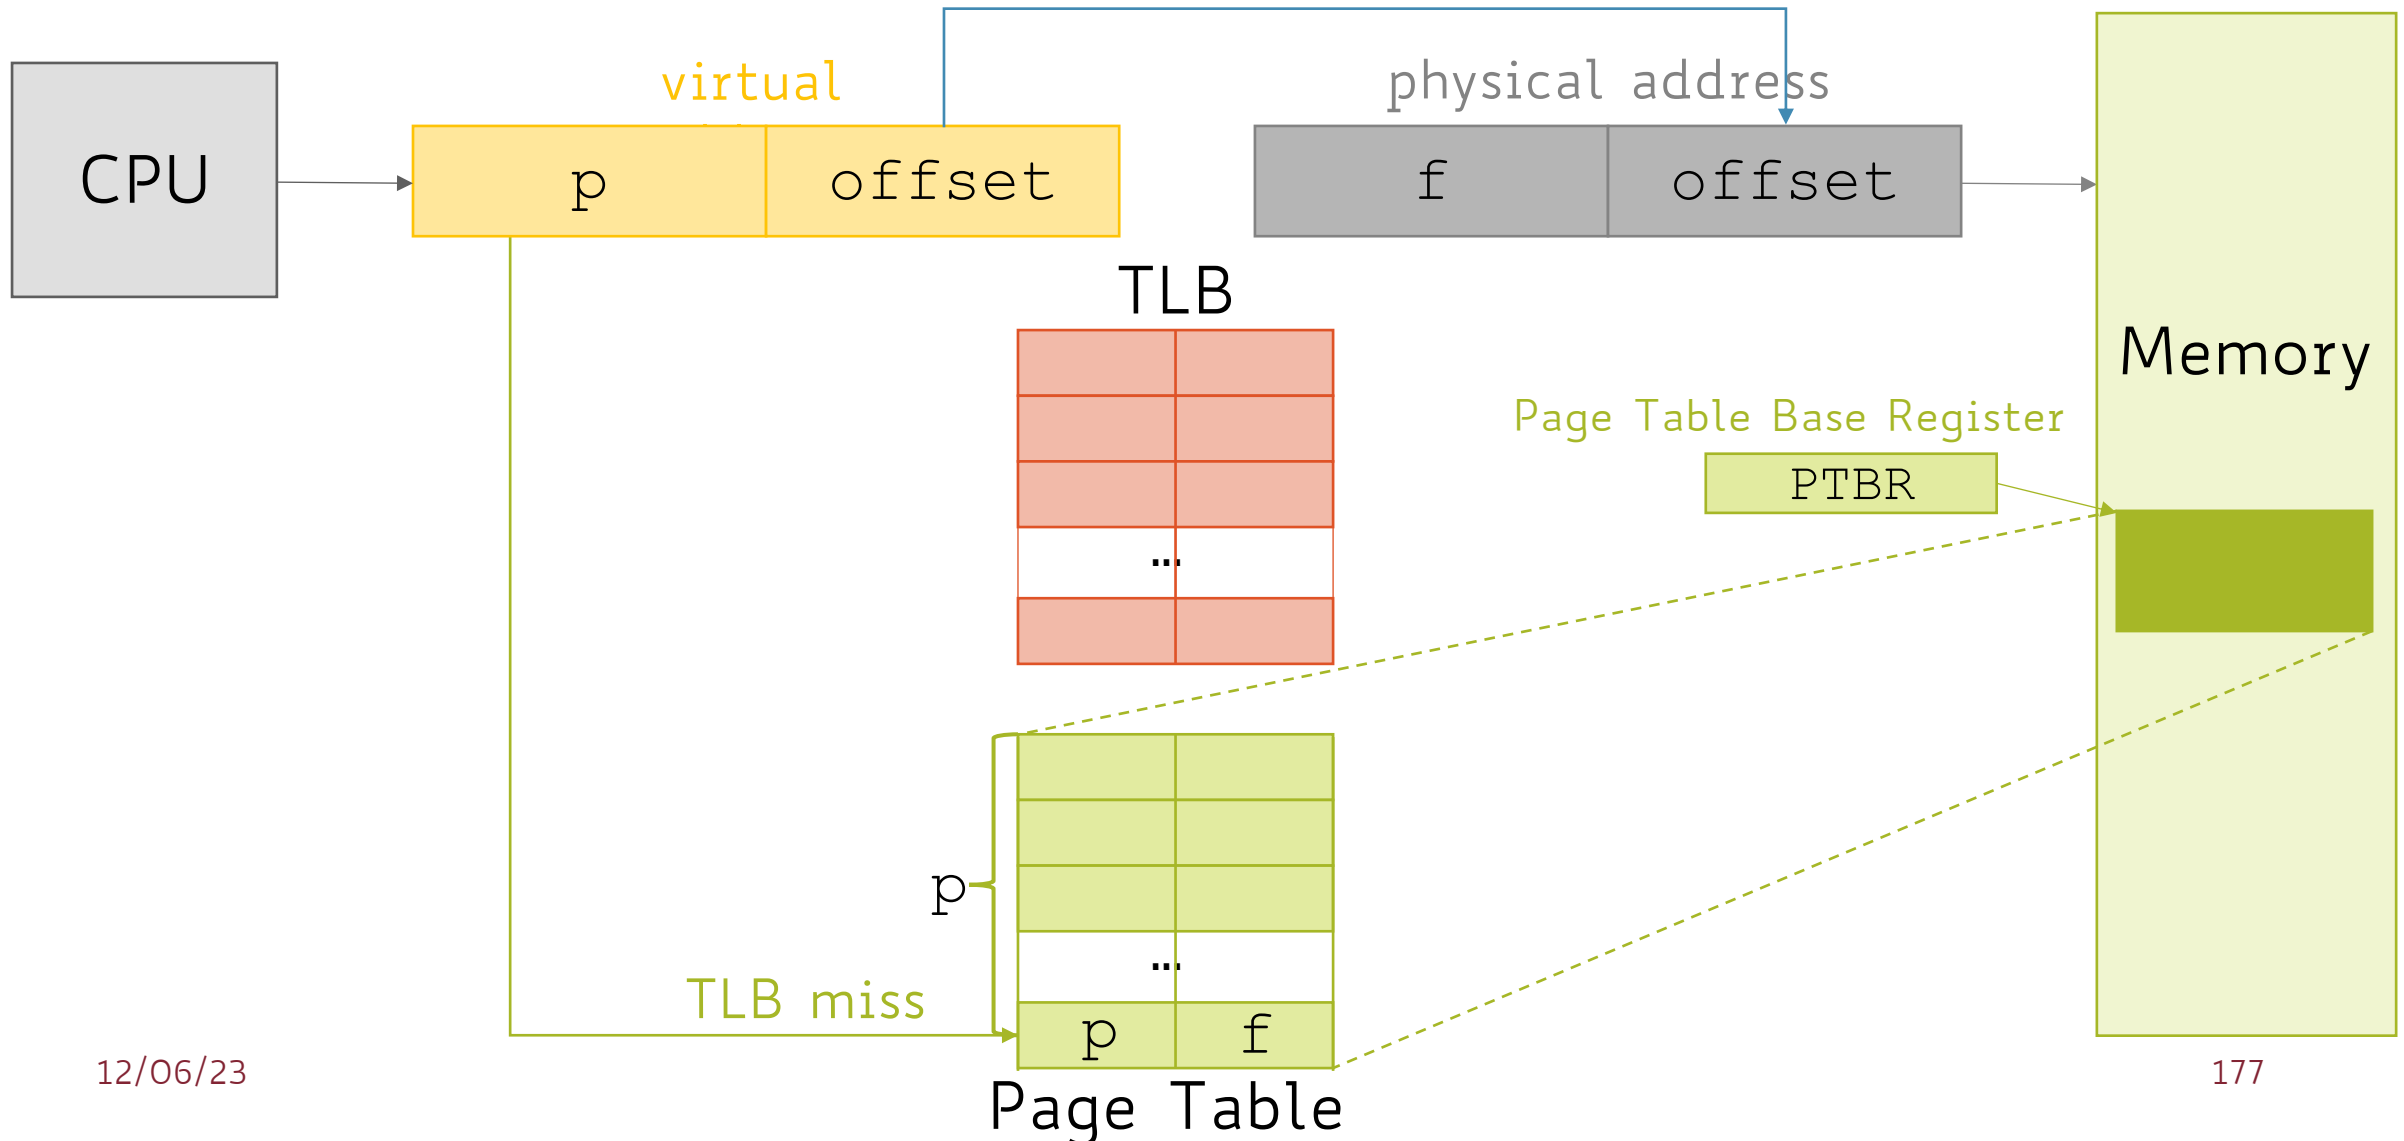 virtual
physical address
CPU
p
offset
f
offset
TLB
Memory
Page Table Base Register
PTBR
...
p
...
TLB miss
p
f
Page Table
12/06/23
177